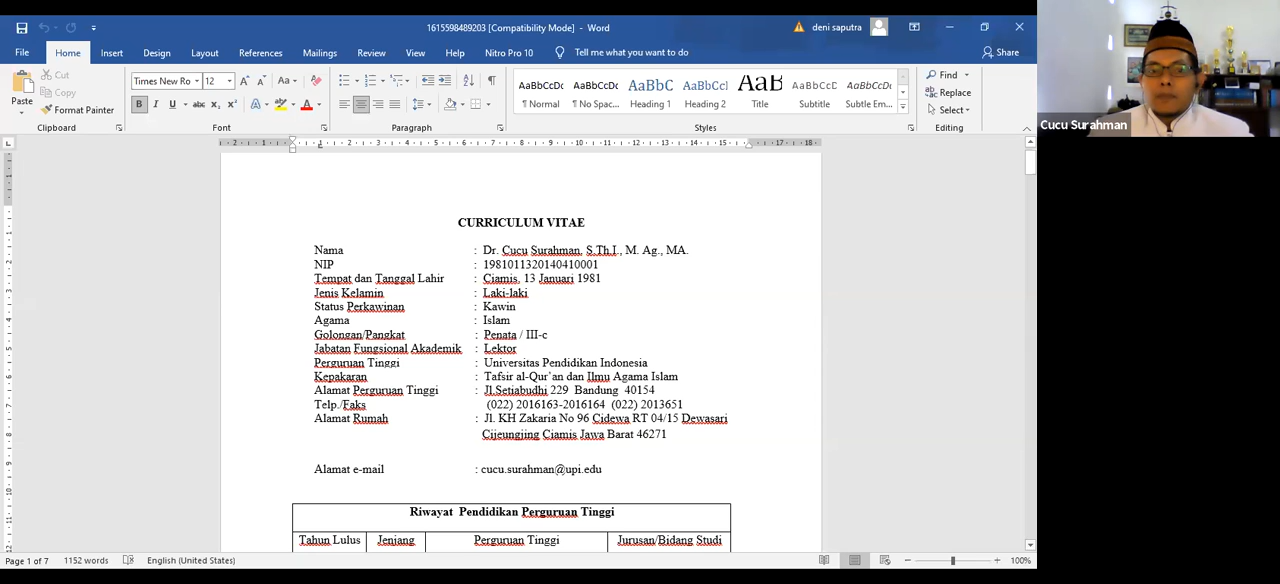 1615598489203 [Compatibility Mode] - Word
deni saputra
File Home Insert Design Layout References Mailings Review View Help Nitro Pro 10 Tell me what you want to do Share
Paste
Cut
Copy
Format Painter
Clipboard
Times New Ro 12
Font
Paragraph
AaBbCcDc AaBbCcDc AaBbC AaBbCcC AaB AaBbCcC AaBbCcDc
¶ Normal ¶ No Spac... Heading 1 Heading 2 Title Subtitle Subtle Em...
Styles
Find
Replace
Select
Editing
Cucu Surahman
CURRICULUM VITAE
Nama : Dr. Cucu Surahman, S.Th.I., M. Ag., MA.
NIP : 1981011320140410001
Tempat dan Tanggal Lahir : Ciamis, 13 Januari 1981
Jenis Kelamin : Laki-laki
Status Perkawinan : Kawin
Agama : Islam
Golongan/Pangkat : Penata / III-c
Jabatan Fungsional Akademik : Lektor
Perguruan Tinggi : Universitas Pendidikan Indonesia
Kepakaran : Tafsir al-Qur’an dan Ilmu Agama Islam
Alamat Perguruan Tinggi : Jl.Setiabudhi 229 Bandung 40154
Telp./Faks (022) 2016163-2016164 (022) 2013651
Alamat Rumah : Jl. KH Zakaria No 96 Cidewa RT 04/15 Dewasari
Cijeungjing Ciamis Jawa Barat 46271
Alamat e-mail : cucu.surahman@upi.edu
Riwayat Pendidikan Perguruan Tinggi
Tahun Lulus Jenjang Perguruan Tinggi Jurusan/Bidang Studi
Page 1 of 7 1152 words English (United States) 100%